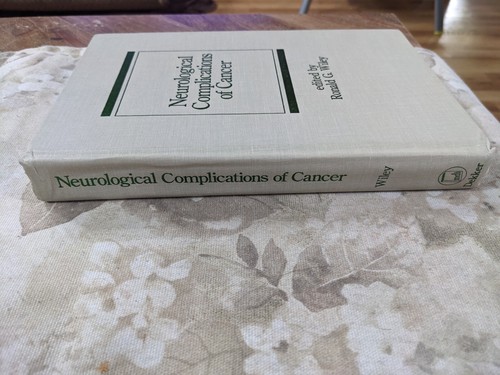 Neurological
Complications
of Cancer
edited by
Ronald G. Wiley
Neurological Complications of Cancer
Wiley
Dekker